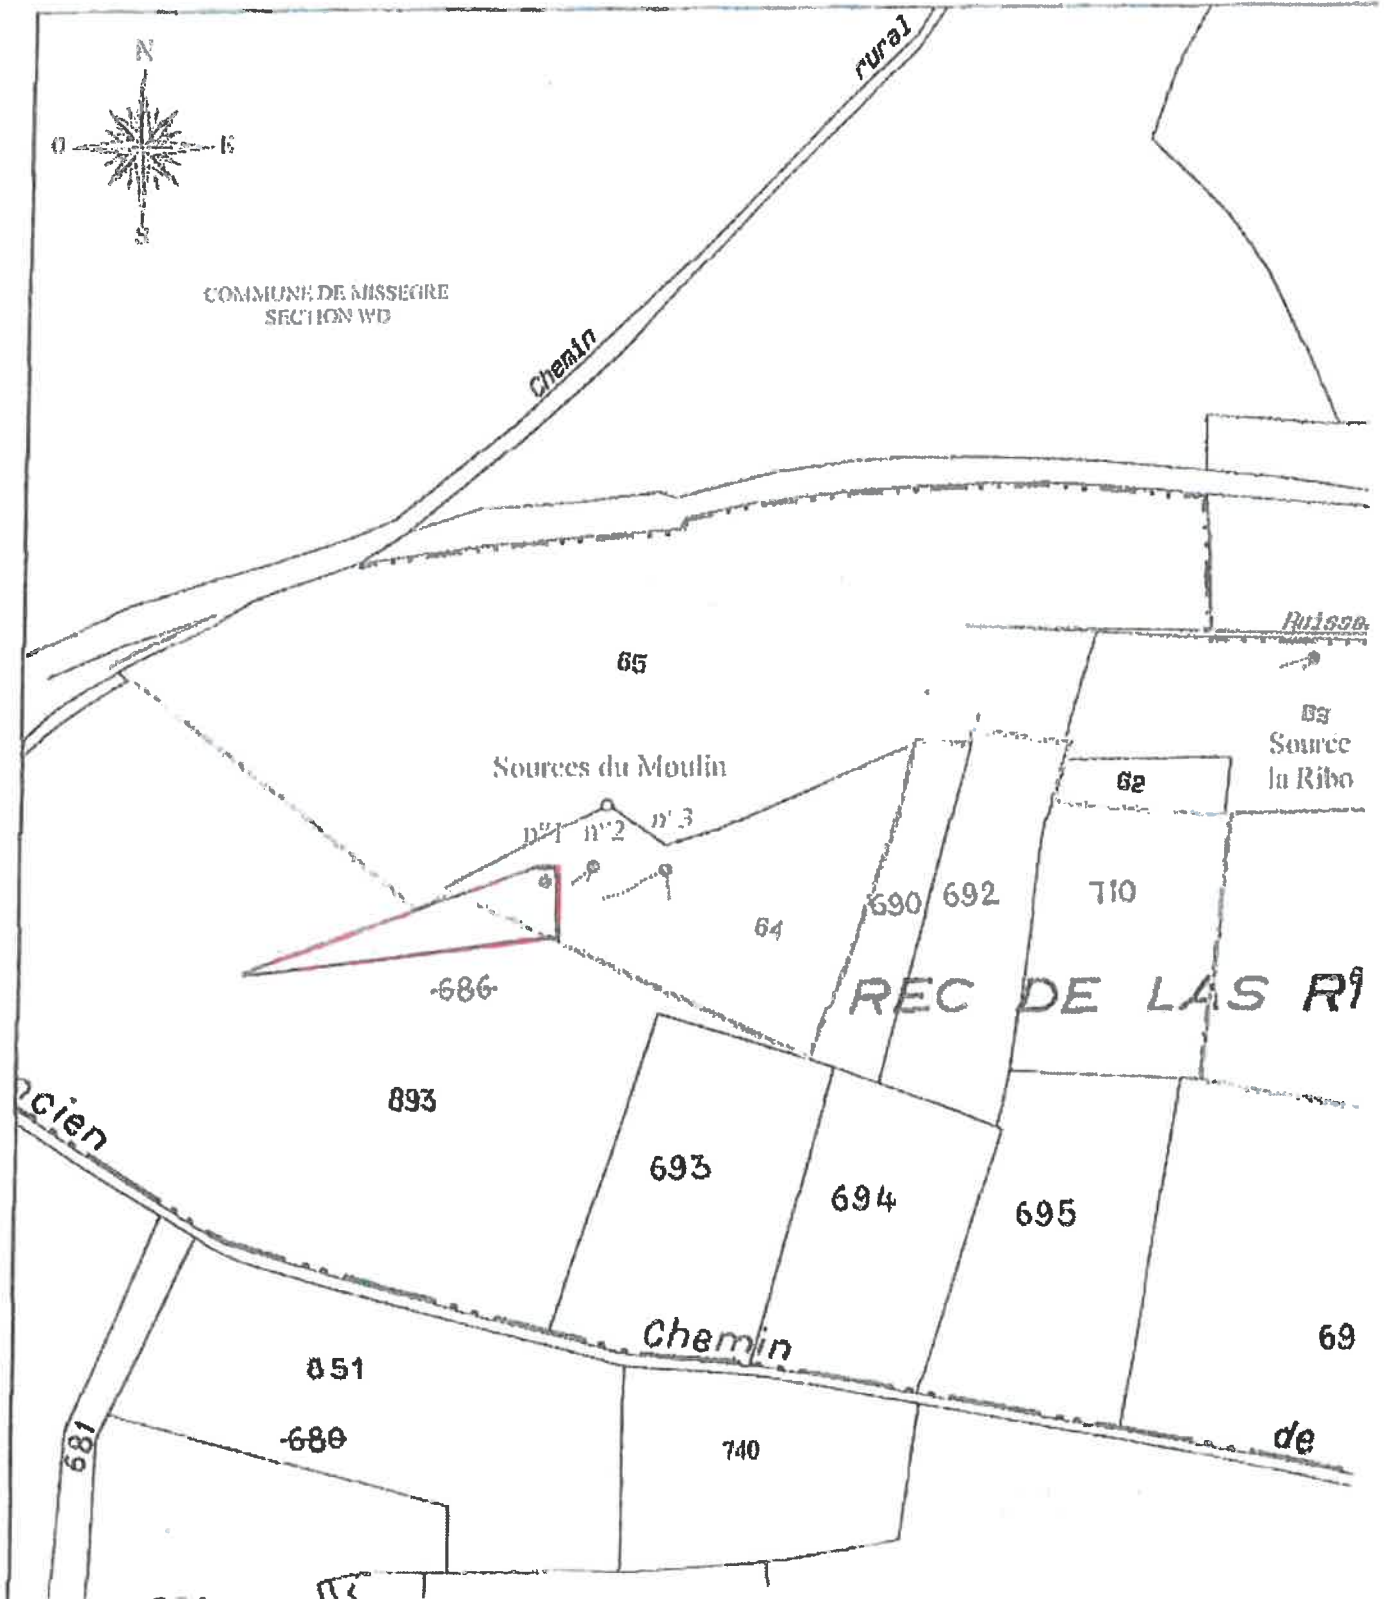 N
O
E
S
rural
COMMUNE DE MISSEGRE
SECTION WD
Chemin
Ruisse
65
Sources du Moulin
n°1
n°2
n°3
Source
la Ribo
62
64
690
692
710
686
REC DE LAS
893
ncien
693
694
695
Chemin
69
851
680
681
740
de